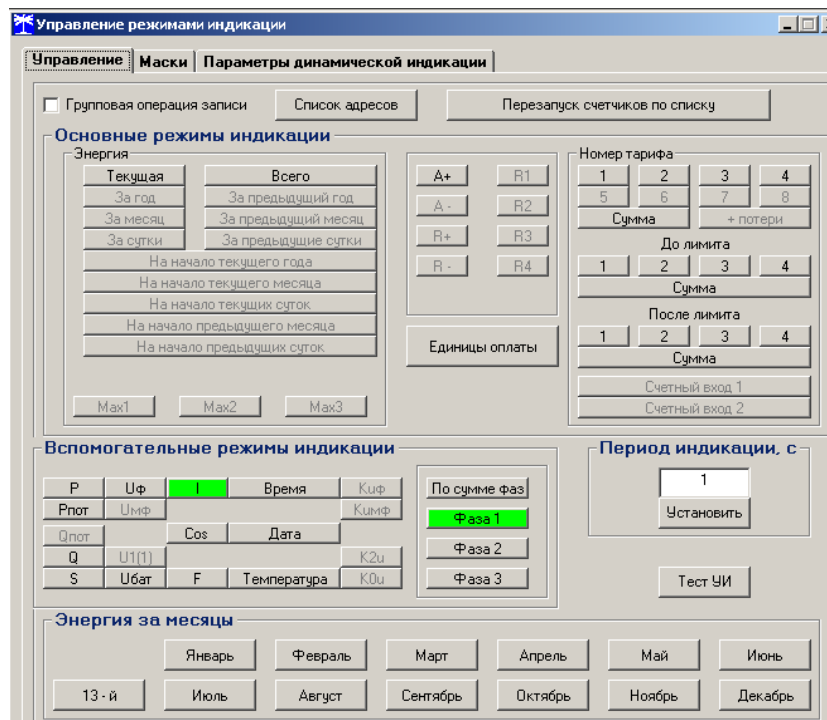 Управление режимами индикации
Управление Маски Параметры динамической индикации
Групповая операция записи Список адресов Перезапуск счетчиков по списку
Основные режимы индикации
Энергия
Текущая Всего
За год За предыдущий год
За месяц За предыдущий месяц
За сутки За предыдущие сутки
На начало текущего года
На начало текущего месяца
На начало текущих суток
На начало предыдущего месяца
На начало предыдущих суток
Max1 Max2 Max3
A+ R1
A - R2
R+ R3
R - R4
Единицы оплаты
Номер тарифа
1 2 3 4
5 6 7 8
Сумма + потери
До лимита
1 2 3 4
Сумма
После лимита
1 2 3 4
Сумма
Счетный вход 1
Счетный вход 2
Вспомогательные режимы индикации
P Uф I Время Kuф
Pпот Uмф Kuмф
Qпот Cos Дата
Q U1(1) K2u
S Uбат F Температура K0u
По сумме фаз
Фаза 1
Фаза 2
Фаза 3
Период индикации, с
1
Установить
Тест УИ
Энергия за месяцы
Январь Февраль Март Апрель Май Июнь
13 - й Июль Август Сентябрь Октябрь Ноябрь Декабрь